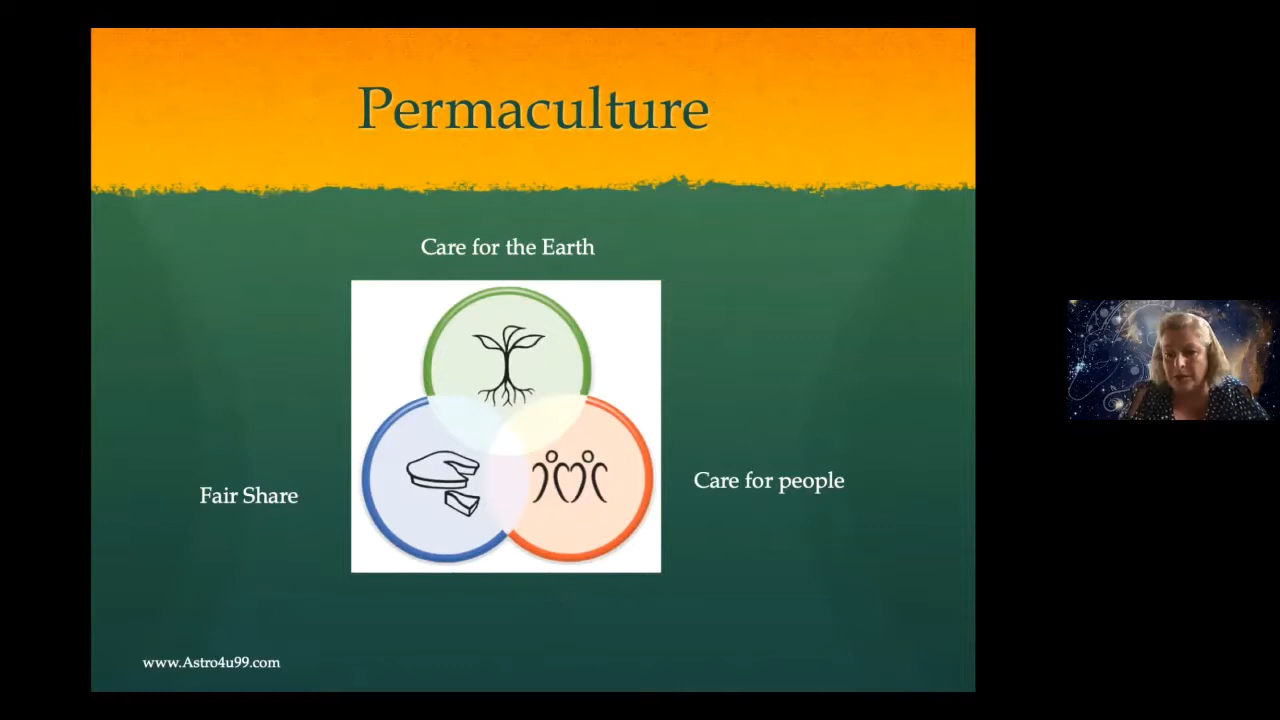 Permaculture
Care for the Earth
Care for people
Fair Share
www.Astro4u99.com